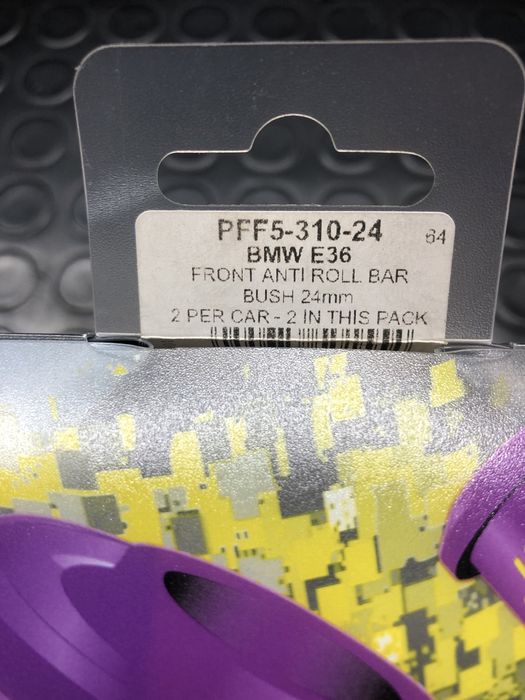 PFF5-310-24
64
BMW E36
FRONT ANTI ROLL BAR
BUSH 24mm
2 PER CAR - 2 IN THIS PACK